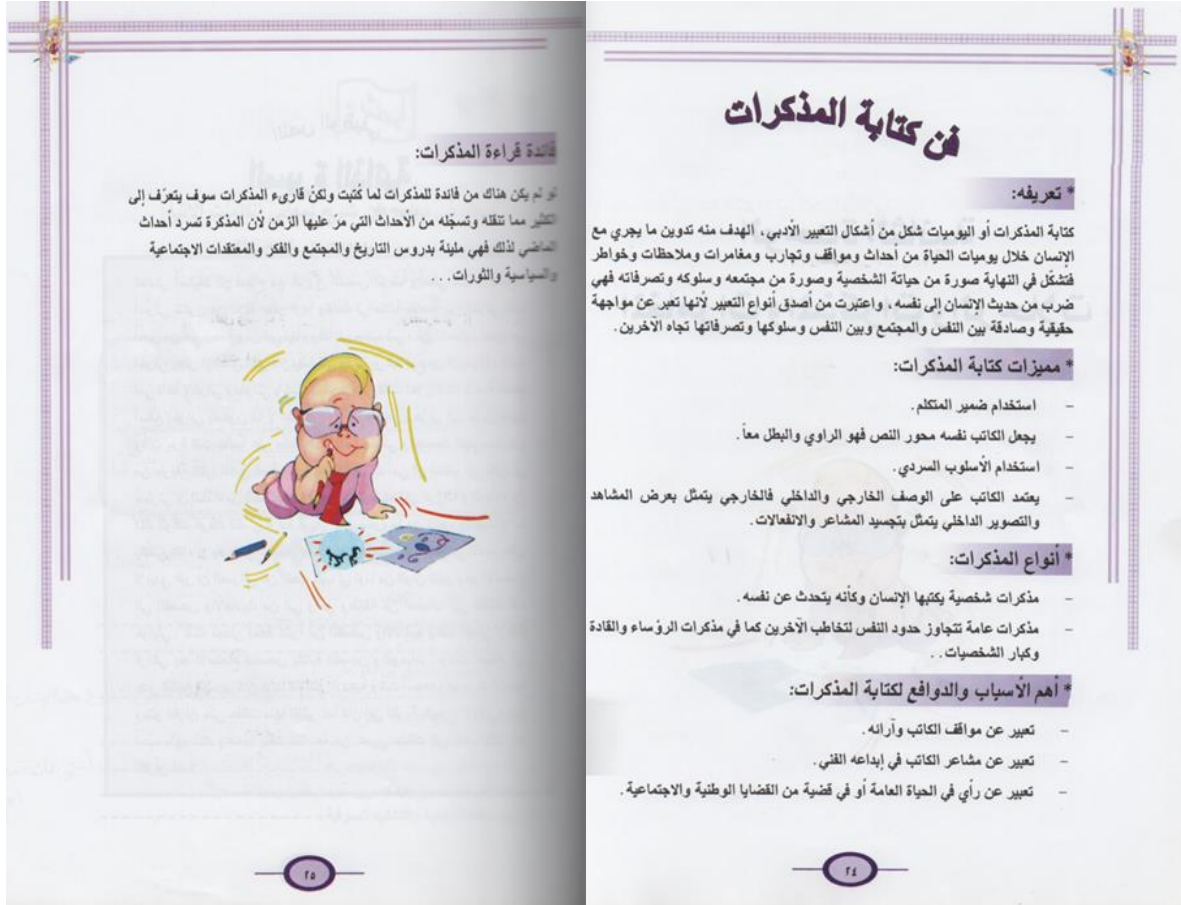 فن كتابة المذكرات
* تعريفه:
كتابة المذكرات أو اليوميات شكل من أشكال التعبير الأدبي، الهدف منه تدوين ما يجري مع
الإنسان خلال يوميات الحياة من أحداث ومواقف وتجارب ومغامرات وملاحظات وخواطر
فتشكّل في النهاية صورة من حياتة الشخصية وصورة من مجتمعه وسلوكه وتصرفاته فهي
ضرب من حديث الإنسان إلى نفسه. واعتبرت من أصدق أنواع التعبير لأنها تعبر عن مواجهة
حقيقية وصادقة بين النفس والمجتمع وبين النفس وسلوكها وتصرفاتها تجاه الآخرين.
* مميزات كتابة المذكرات:
- استخدام ضمير المتكلم.
- يجعل الكاتب نفسه محور النص فهو الراوي والبطل معاً.
- استخدام الأسلوب السردي.
- يعتمد الكاتب على الوصف الخارجي والداخلي فالخارجي يتمثل بعرض المشاهد
والتصوير الداخلي يتمثل بتجسيد المشاعر والانفعالات.
* أنواع المذكرات:
- مذكرات شخصية يكتبها الإنسان وكأنه يتحدث عن نفسه.
- مذكرات عامة تتجاوز حدود النفس لتخاطب الآخرين كما في مذكرات الرؤساء والقادة
وكبار الشخصيات..
* أهم الأسباب والدوافع لكتابة المذكرات:
- تعبير عن مواقف الكاتب وآرائه.
- تعبير عن مشاعر الكاتب في إبداعه الفني.
- تعبير عن رأي في الحياة العامة أو في قضية من القضايا الوطنية والاجتماعية.
٢٤
فائدة قراءة المذكرات:
لو لم يكن هناك من فائدة للمذكرات لما كُتبت ولكنْ قارىء المذكرات سوف يتعرّف إلى
الكثير مما تنقله وتسجّله من الأحداث التي مرّ عليها الزمن لأن المذكرة تسرد أحداث
الماضي لذلك فهي مليئة بدروس التاريخ والمجتمع والفكر والمعتقدات الاجتماعية
والسياسية والثورات...
٢٥